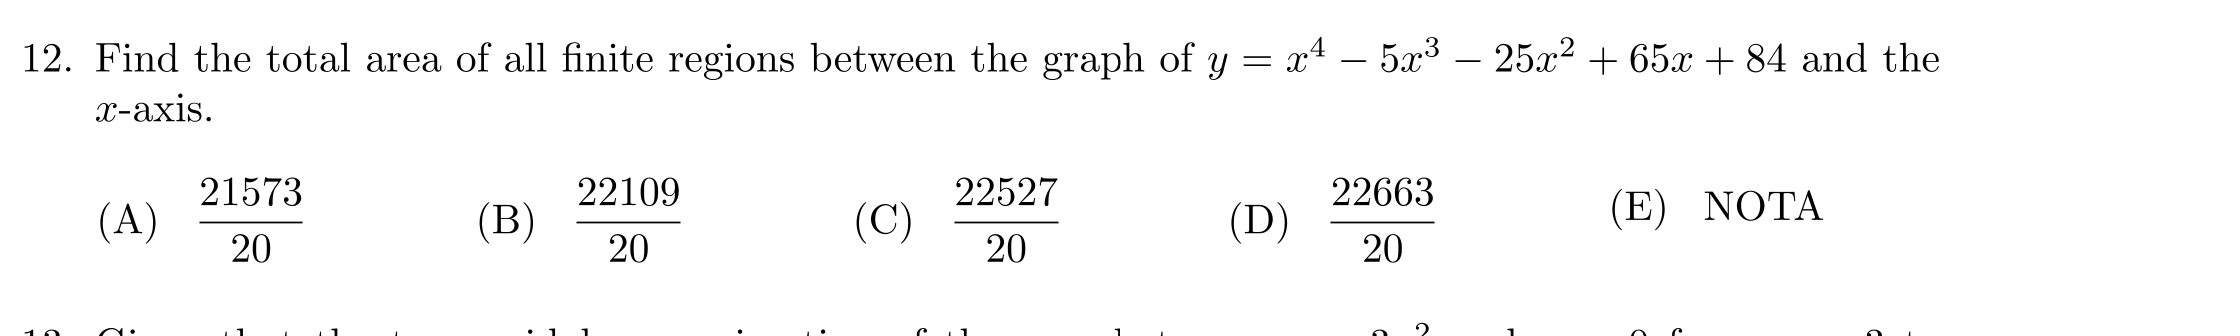 12. Find the total area of all finite regions between the graph of y = x⁴ − 5x³ − 25x² + 65x + 84 and the
x-axis.
(A) 21573/20 (B) 22109/20 (C) 22527/20 (D) 22663/20 (E) NOTA